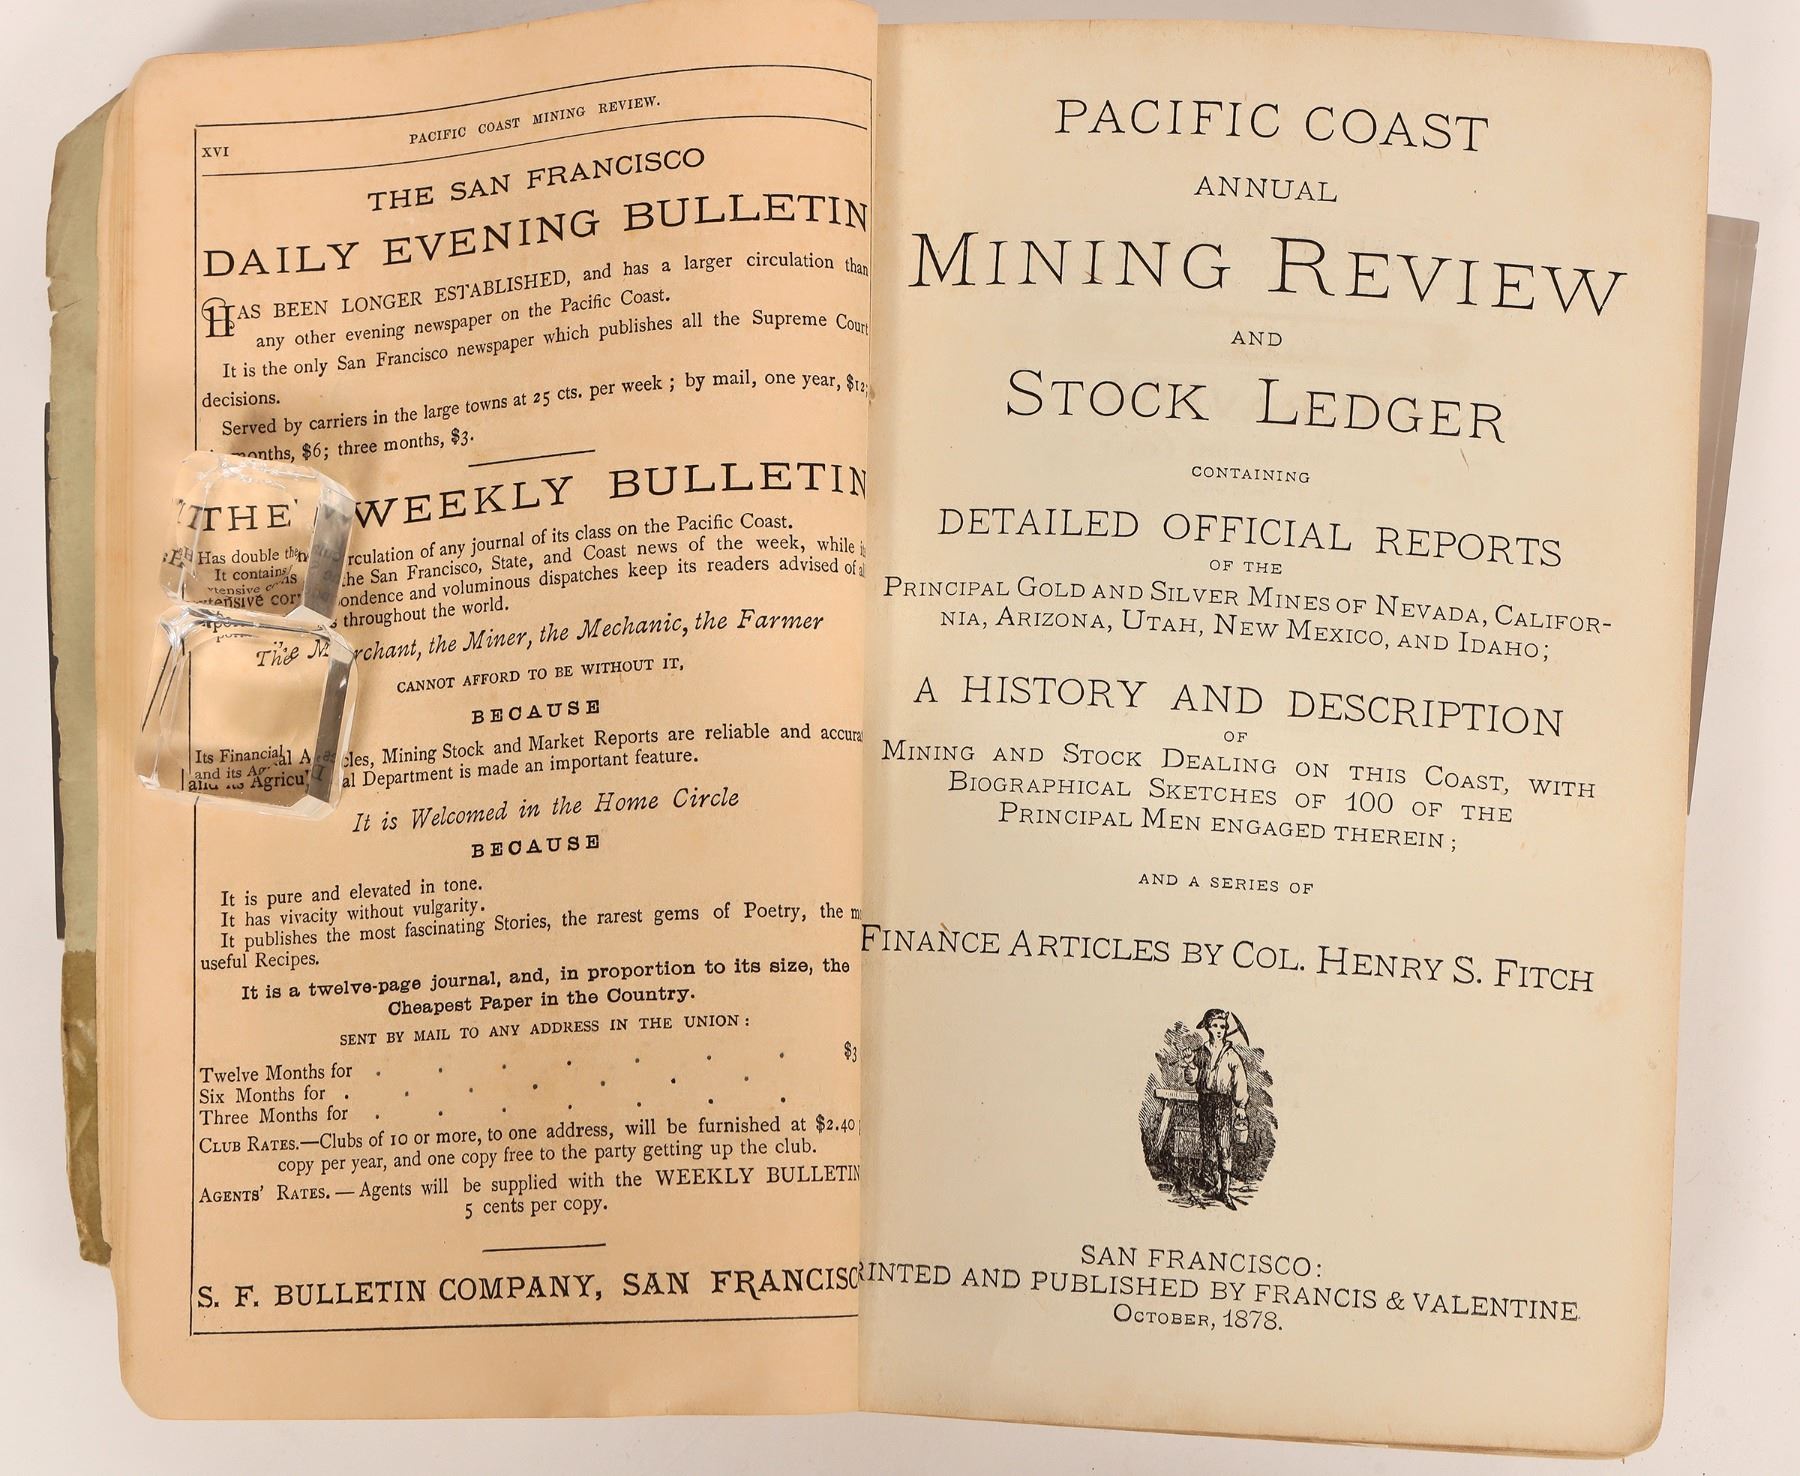 XVI
PACIFIC COAST MINING REVIEW.
THE SAN FRANCISCO
DAILY EVENING BULLETIN
HAS BEEN LONGER ESTABLISHED, and has a larger circulation than
any other evening newspaper on the Pacific Coast.
It is the only San Francisco newspaper which publishes all the Supreme Court
decisions.
Served by carriers in the large towns at 25 cts. per week; by mail, one year, $12;
months, $6; three months, $3.
THE WEEKLY BULLETIN
Has double the circulation of any journal of its class on the Pacific Coast.
It contains the San Francisco, State, and Coast news of the week, while
throughout the world.
The Merchant, the Miner, the Mechanic, the Farmer
CANNOT AFFORD TO BE WITHOUT IT,
BECAUSE
Its Financial Articles, Mining Stock and Market Reports are reliable and
and its Agricultural Department is made an important feature.
It is Welcomed in the Home Circle
BECAUSE
It is pure and elevated in tone.
It has vivacity without vulgarity.
It publishes the most fascinating Stories, the rarest gems of Poetry, the
useful Recipes.
It is a twelve-page journal, and, in proportion to its size, the
Cheapest Paper in the Country.
SENT BY MAIL TO ANY ADDRESS IN THE UNION:
Twelve Months for . . . . . . $3
Six Months for . . . . . .
Three Months for . . . . . .
CLUB RATES.—Clubs of 10 or more, to one address, will be furnished at $2.40
copy per year, and one copy free to the party getting up the club.
AGENTS' RATES.—Agents will be supplied with the WEEKLY BULLETIN
5 cents per copy.
S. F. BULLETIN COMPANY, SAN FRANCISC
PACIFIC COAST
ANNUAL
MINING REVIEW
AND
STOCK LEDGER
CONTAINING
DETAILED OFFICIAL REPORTS
OF THE
PRINCIPAL GOLD AND SILVER MINES OF NEVADA, CALIFOR-
NIA, ARIZONA, UTAH, NEW MEXICO, AND IDAHO;
A HISTORY AND DESCRIPTION
OF
MINING AND STOCK DEALING ON THIS COAST, WITH
BIOGRAPHICAL SKETCHES OF 100 OF THE
PRINCIPAL MEN ENGAGED THEREIN;
AND A SERIES OF
FINANCE ARTICLES BY COL. HENRY S. FITCH
SAN FRANCISCO:
RINTED AND PUBLISHED BY FRANCIS & VALENTINE
OCTOBER, 1878.